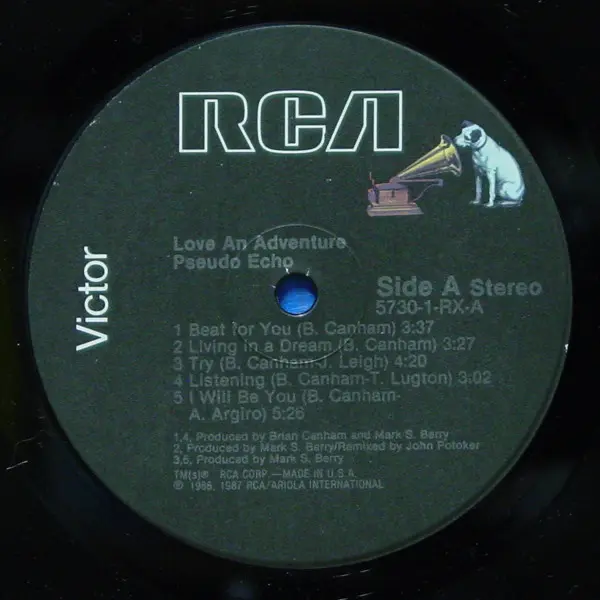 RCA
Victor
Love An Adventure
Pseudo Echo
Side A Stereo
5730-1-RX-A
1 Beat for You (B. Canham) 3:37
2 Living in a Dream (B. Canham) 3:27
3 Try (B. Canham-J. Leigh) 4:20
4 Listening (B. Canham-T. Lugton) 3:02
5 I Will Be You (B. Canham-
A. Argiro) 5:26
1,4, Produced by Brian Canham and Mark S. Berry
2, Produced by Mark S. Berry/Remixed by John Potoker
3,5, Produced by Mark S. Berry
TM(s)® RCA CORP.—MADE IN U.S.A.
℗ 1986, 1987 RCA/ARIOLA INTERNATIONAL